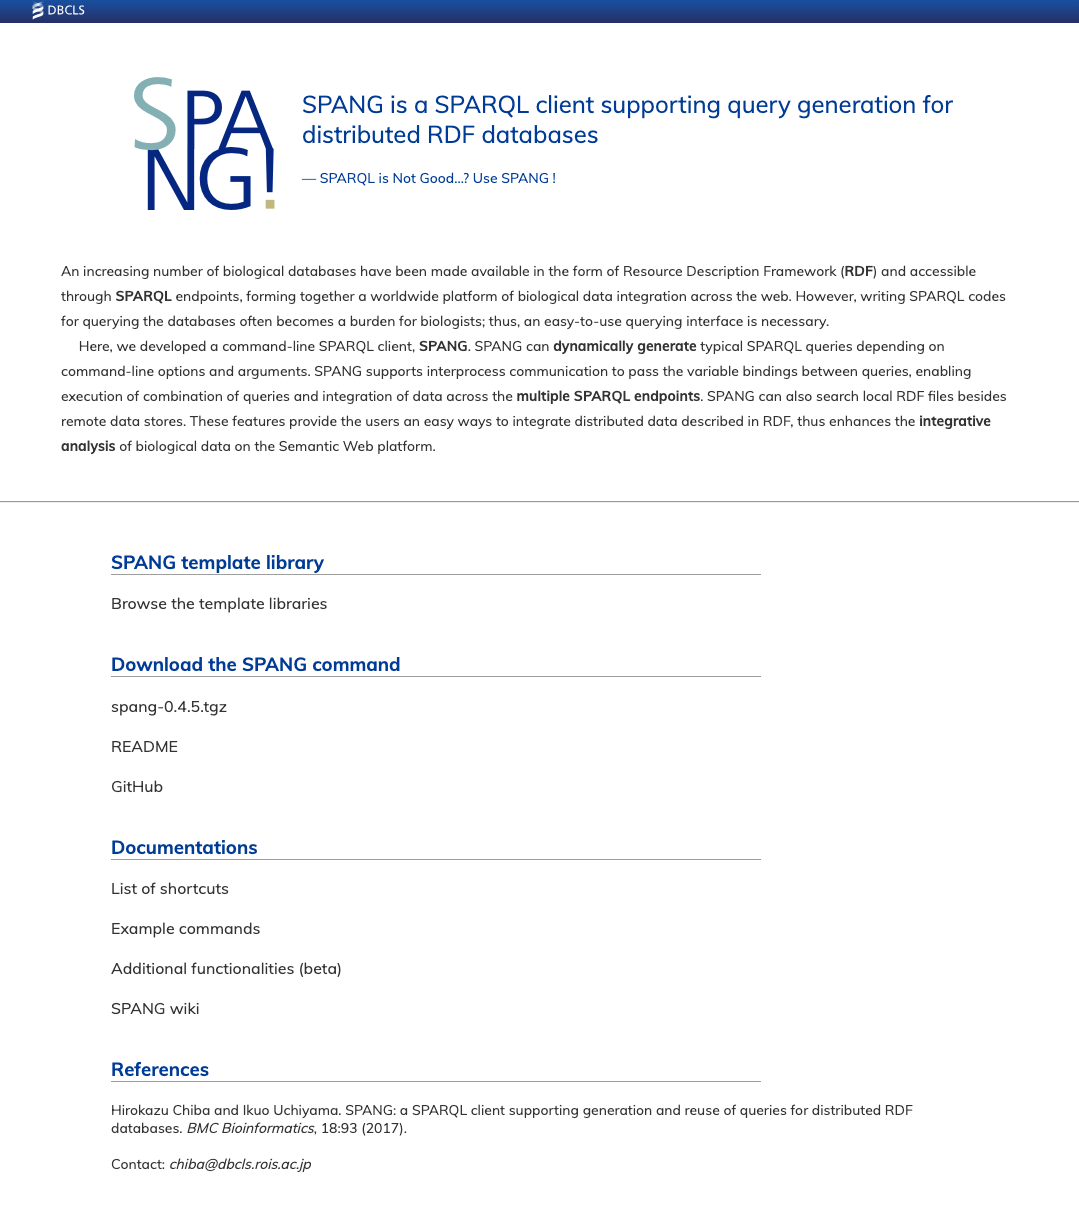 DBCLS
SPA
NG!
SPANG is a SPARQL client supporting query generation for
distributed RDF databases
— SPARQL is Not Good...? Use SPANG !
An increasing number of biological databases have been made available in the form of Resource Description Framework (RDF) and accessible
through SPARQL endpoints, forming together a worldwide platform of biological data integration across the web. However, writing SPARQL codes
for querying the databases often becomes a burden for biologists; thus, an easy-to-use querying interface is necessary.
Here, we developed a command-line SPARQL client, SPANG. SPANG can dynamically generate typical SPARQL queries depending on
command-line options and arguments. SPANG supports interprocess communication to pass the variable bindings between queries, enabling
execution of combination of queries and integration of data across the multiple SPARQL endpoints. SPANG can also search local RDF files besides
remote data stores. These features provide the users an easy ways to integrate distributed data described in RDF, thus enhances the integrative
analysis of biological data on the Semantic Web platform.
SPANG template library
Browse the template libraries
Download the SPANG command
spang-0.4.5.tgz
README
GitHub
Documentations
List of shortcuts
Example commands
Additional functionalities (beta)
SPANG wiki
References
Hirokazu Chiba and Ikuo Uchiyama. SPANG: a SPARQL client supporting generation and reuse of queries for distributed RDF
databases. BMC Bioinformatics, 18:93 (2017).
Contact: chiba@dbcls.rois.ac.jp